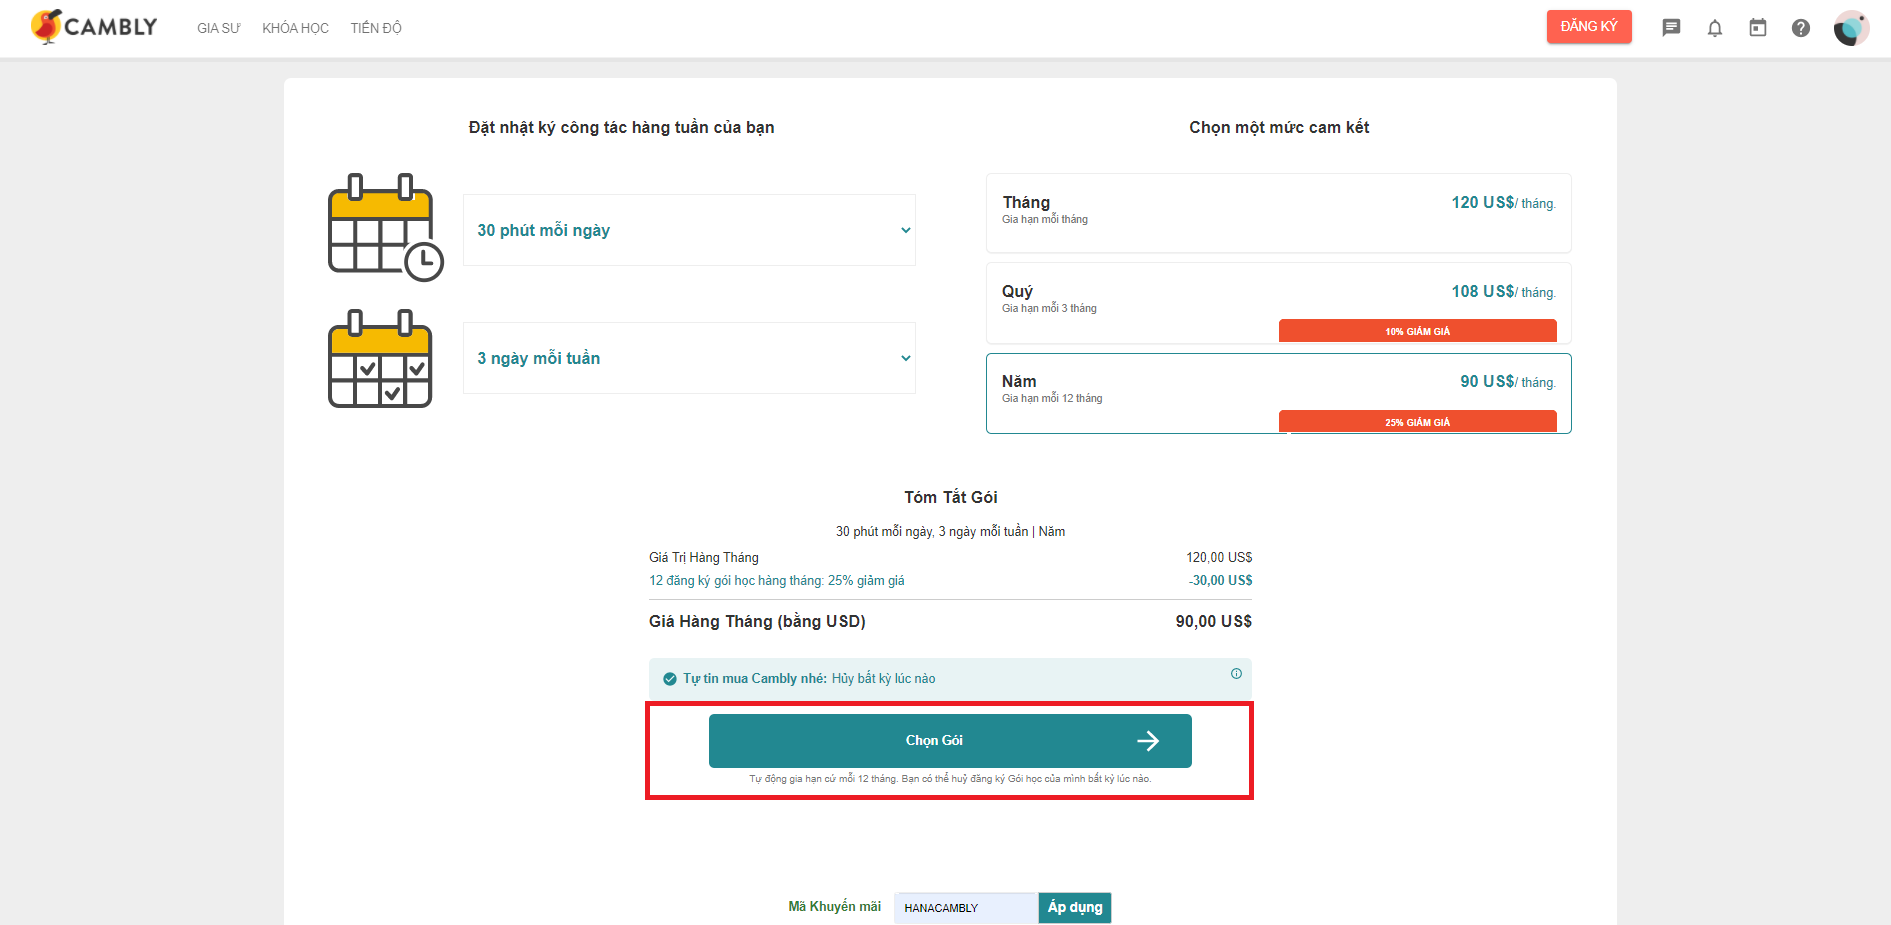 CAMBLY
GIA SƯ
KHÓA HỌC
TIẾN ĐỘ
ĐĂNG KÝ
Đặt nhật ký công tác hàng tuần của bạn
30 phút mỗi ngày
3 ngày mỗi tuần
Chọn một mức cam kết
Tháng
120 US$/ tháng.
Gia hạn mỗi tháng
Quý
108 US$/ tháng.
Gia hạn mỗi 3 tháng
10% GIẢM GIÁ
Năm
90 US$/ tháng.
Gia hạn mỗi 12 tháng
25% GIẢM GIÁ
Tóm Tắt Gói
30 phút mỗi ngày, 3 ngày mỗi tuần | Năm
Giá Trị Hàng Tháng 120,00 US$
12 đăng ký gói học hàng tháng: 25% giảm giá -30,00 US$
Giá Hàng Tháng (bằng USD) 90,00 US$
Tự tin mua Cambly nhé: Hủy bất kỳ lúc nào
Chọn Gói
Tự động gia hạn cứ mỗi 12 tháng. Bạn có thể huỷ đăng ký Gói học của mình bất kỳ lúc nào.
Mã Khuyến mãi HANACAMBLY Áp dụng